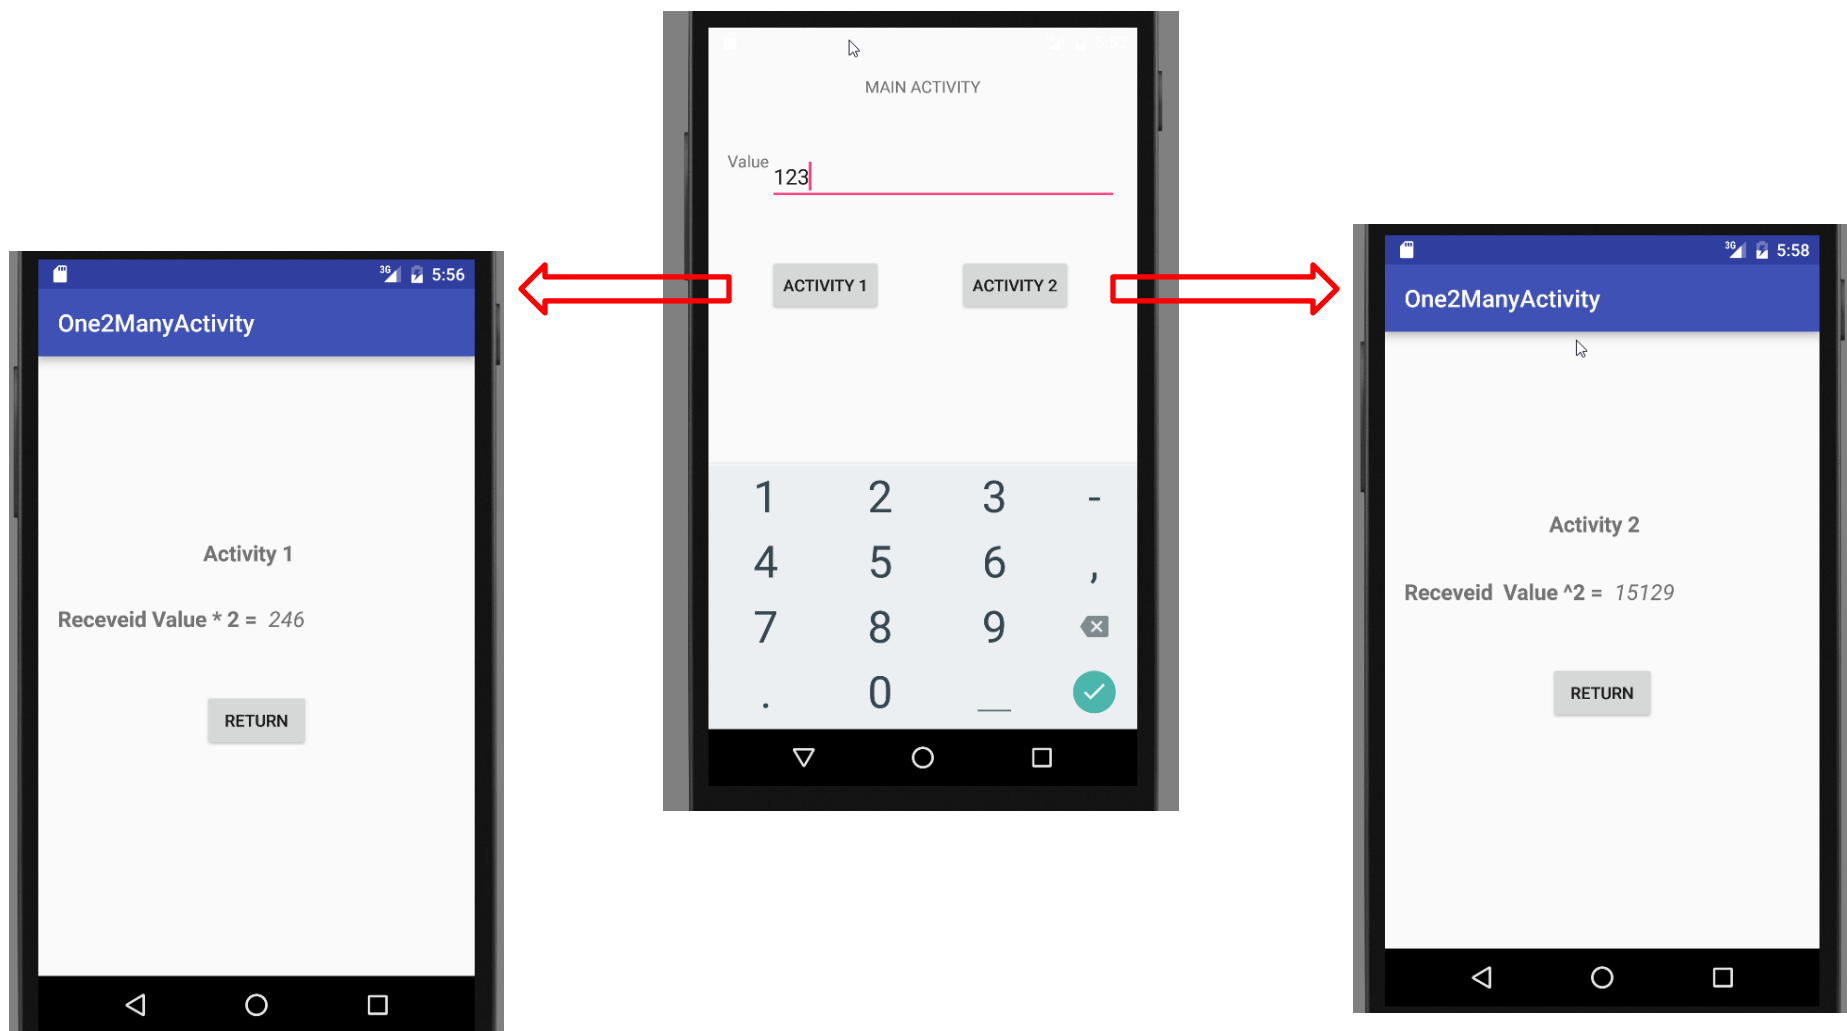 MAIN ACTIVITY
Value
123
ACTIVITY 1
ACTIVITY 2
1 2 3 -
4 5 6 ,
7 8 9
. 0
3G 5:56
One2ManyActivity
Activity 1
Receveid Value * 2 = 246
RETURN
3G 5:58
One2ManyActivity
Activity 2
Receveid Value ^2 = 15129
RETURN